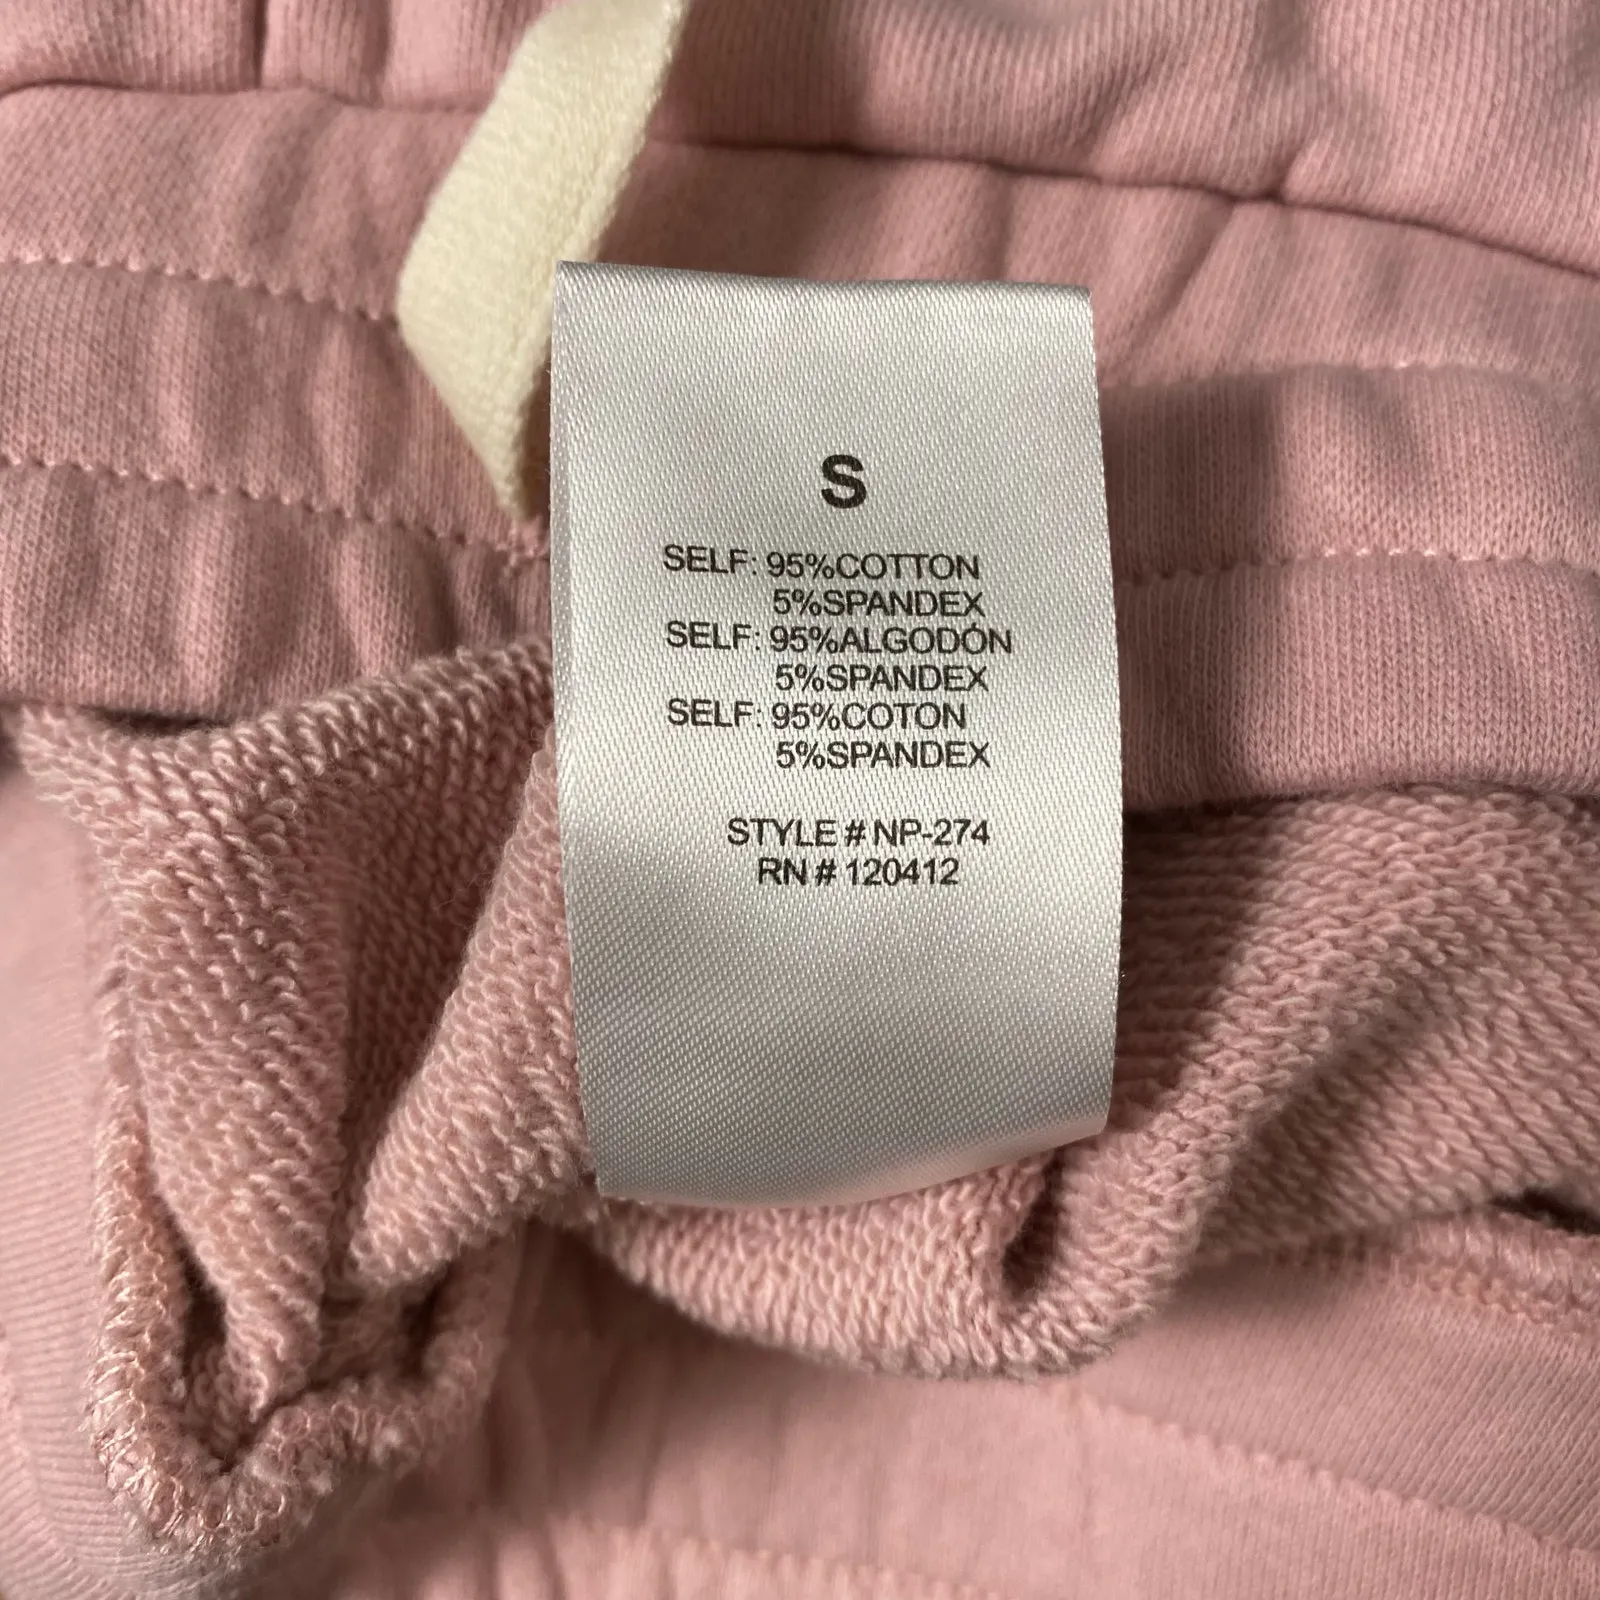 S
SELF: 95%COTTON
5%SPANDEX
SELF: 95%ALGODÓN
5%SPANDEX
SELF: 95%COTON
5%SPANDEX
STYLE # NP-274
RN # 120412